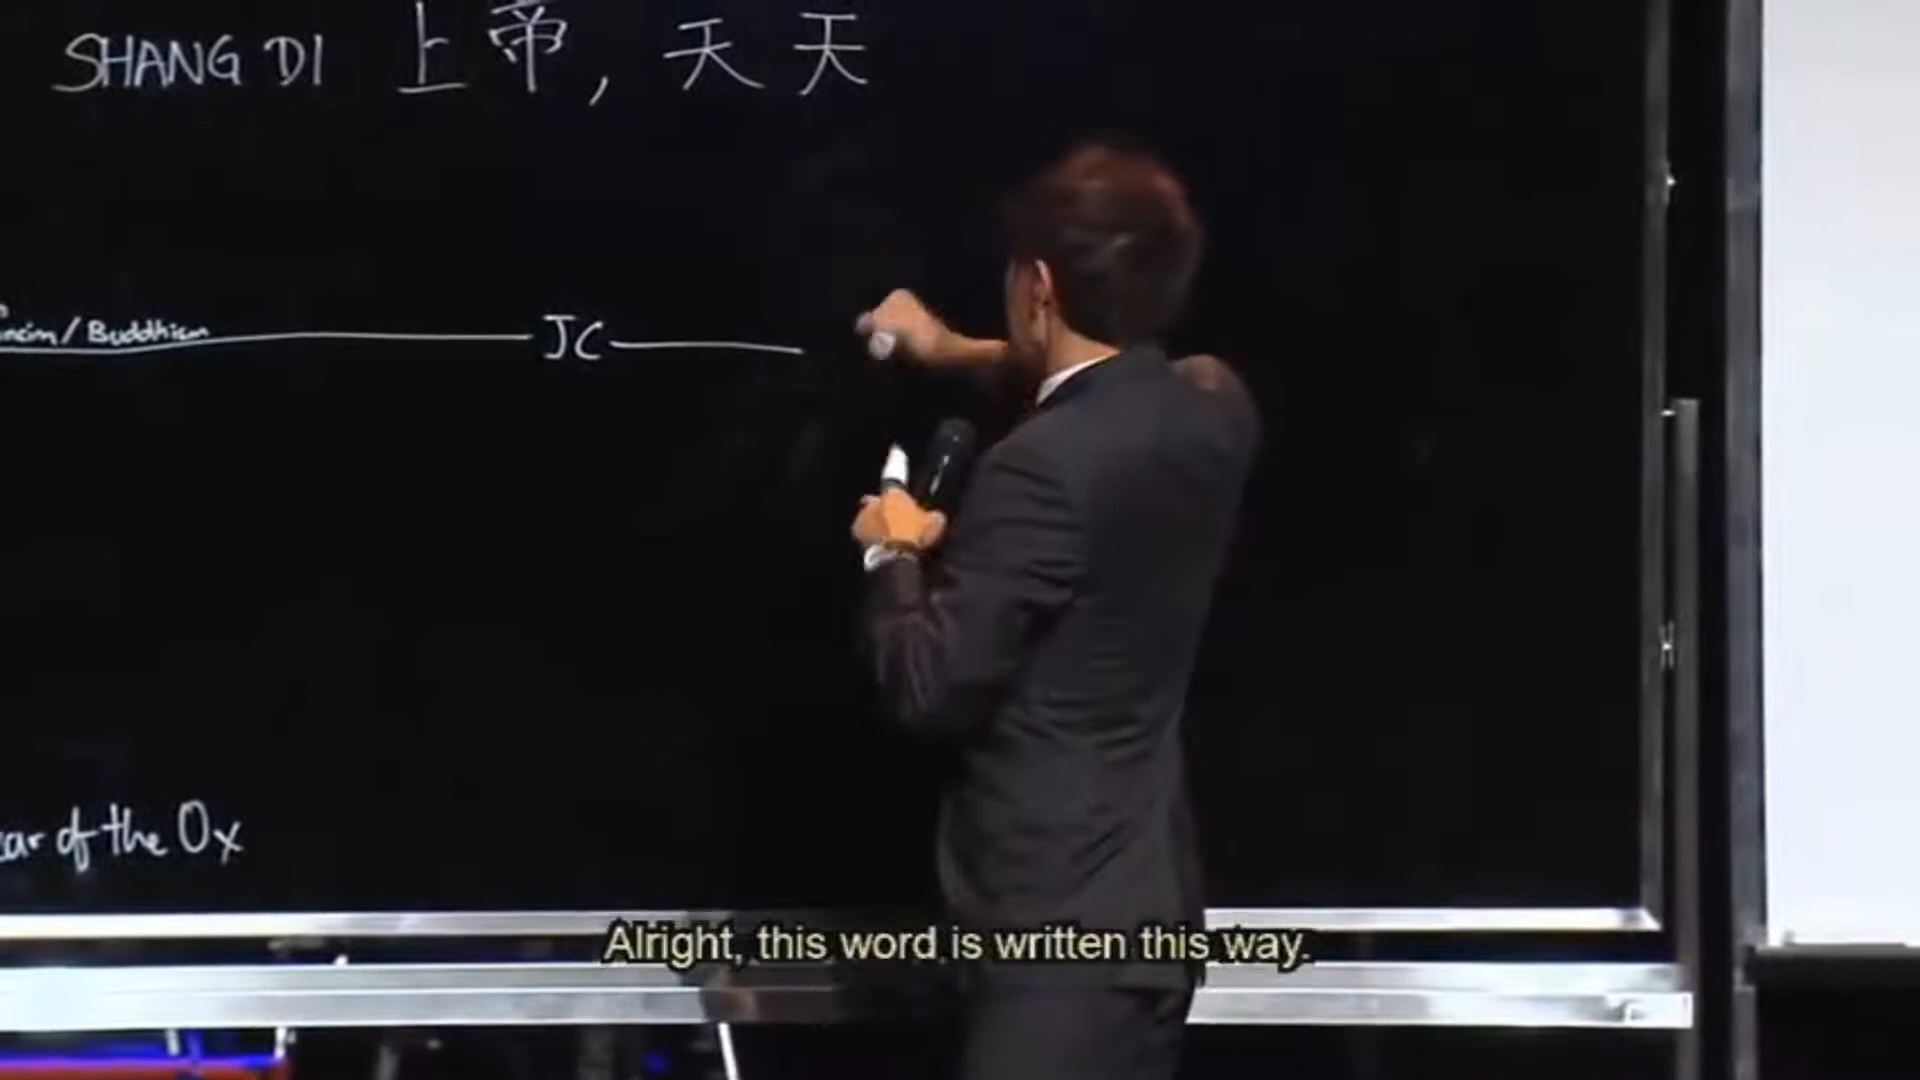 SHANG DI 上帝, 天天
/ Buddhism JC
of the Ox
Alright, this word is written this way.